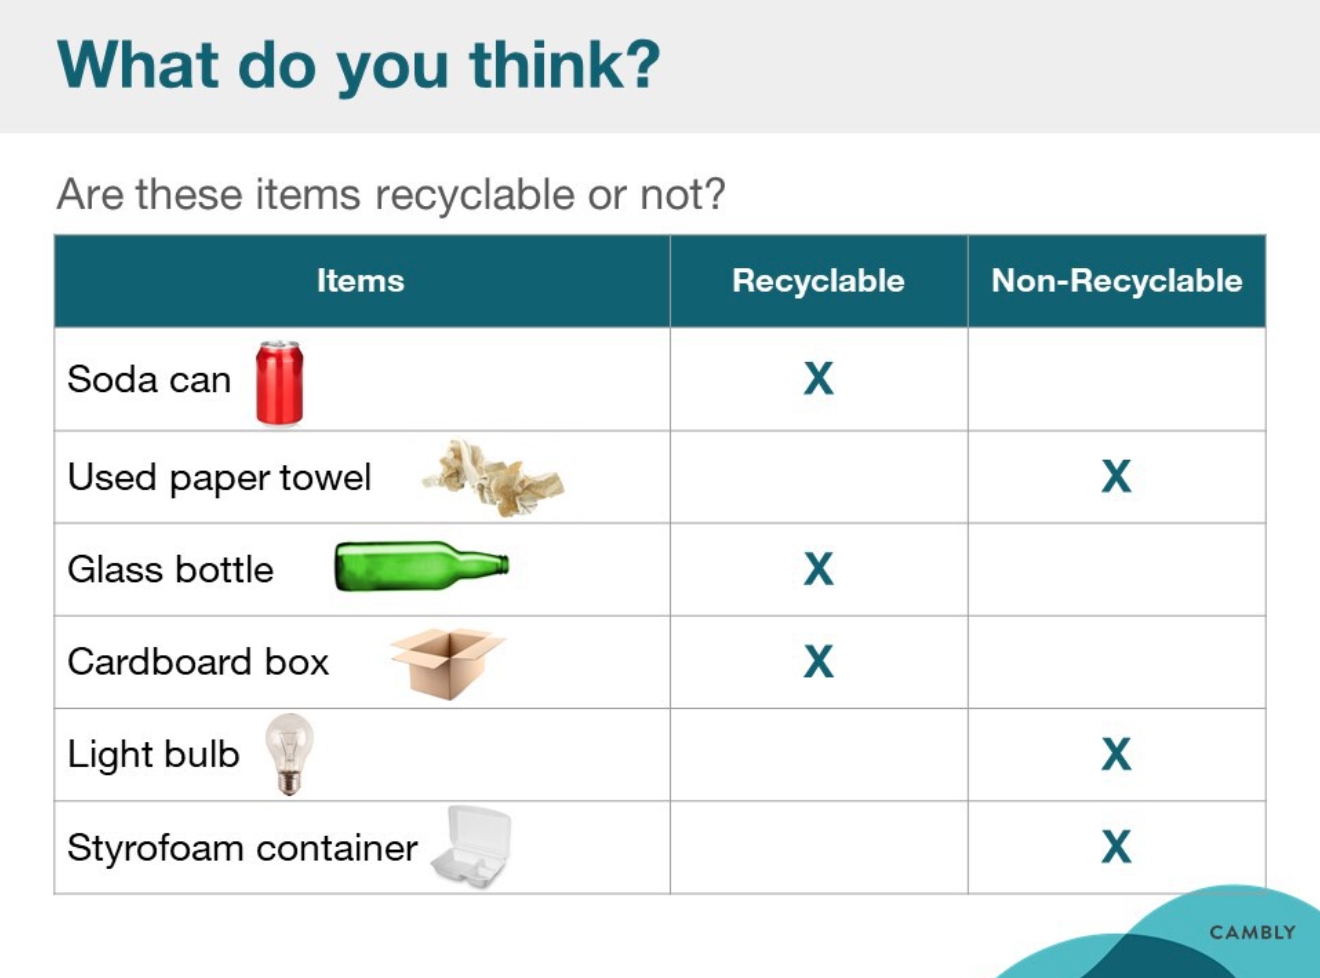 What do you think?
Are these items recyclable or not?
Items Recyclable Non-Recyclable
Soda can X
Used paper towel X
Glass bottle X
Cardboard box X
Light bulb X
Styrofoam container X
CAMBLY